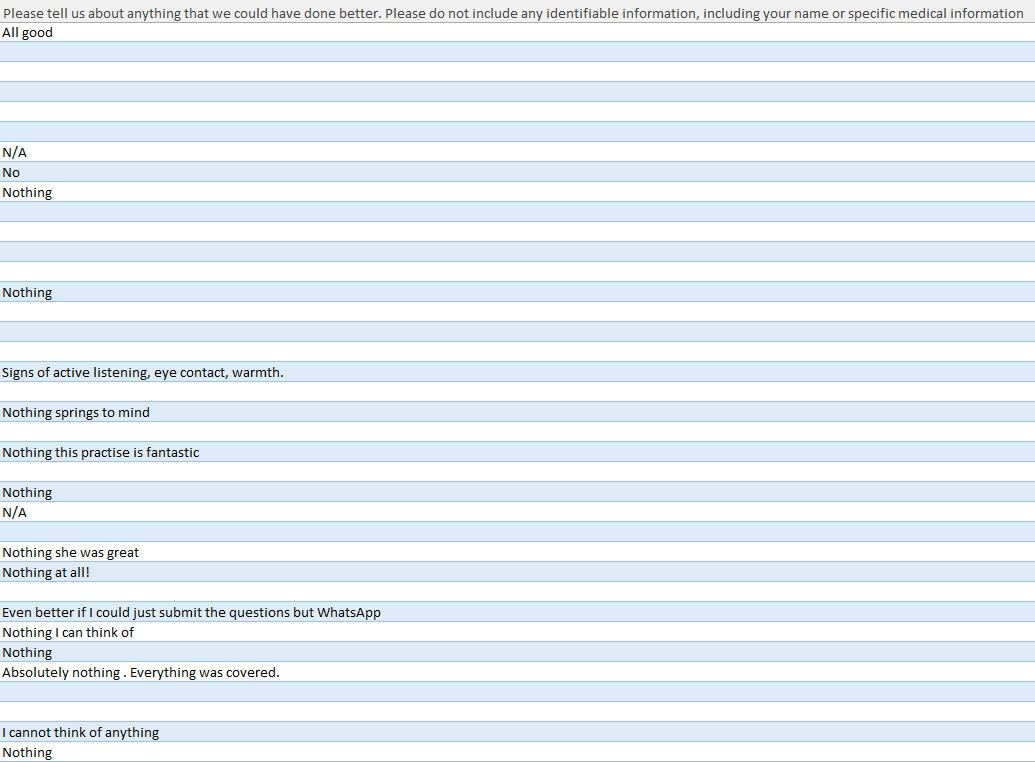 Please tell us about anything that we could have done better. Please do not include any identifiable information, including your name or specific medical information
All good
N/A
No
Nothing
Nothing
Signs of active listening, eye contact, warmth.
Nothing springs to mind
Nothing this practise is fantastic
Nothing
N/A
Nothing she was great
Nothing at all!
Even better if I could just submit the questions but WhatsApp
Nothing I can think of
Nothing
Absolutely nothing . Everything was covered.
I cannot think of anything
Nothing